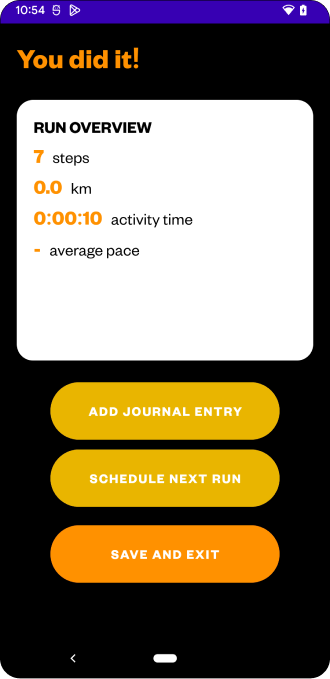 10:54
You did it!
RUN OVERVIEW
7 steps
0.0 km
0:00:10 activity time
- average pace
ADD JOURNAL ENTRY
SCHEDULE NEXT RUN
SAVE AND EXIT